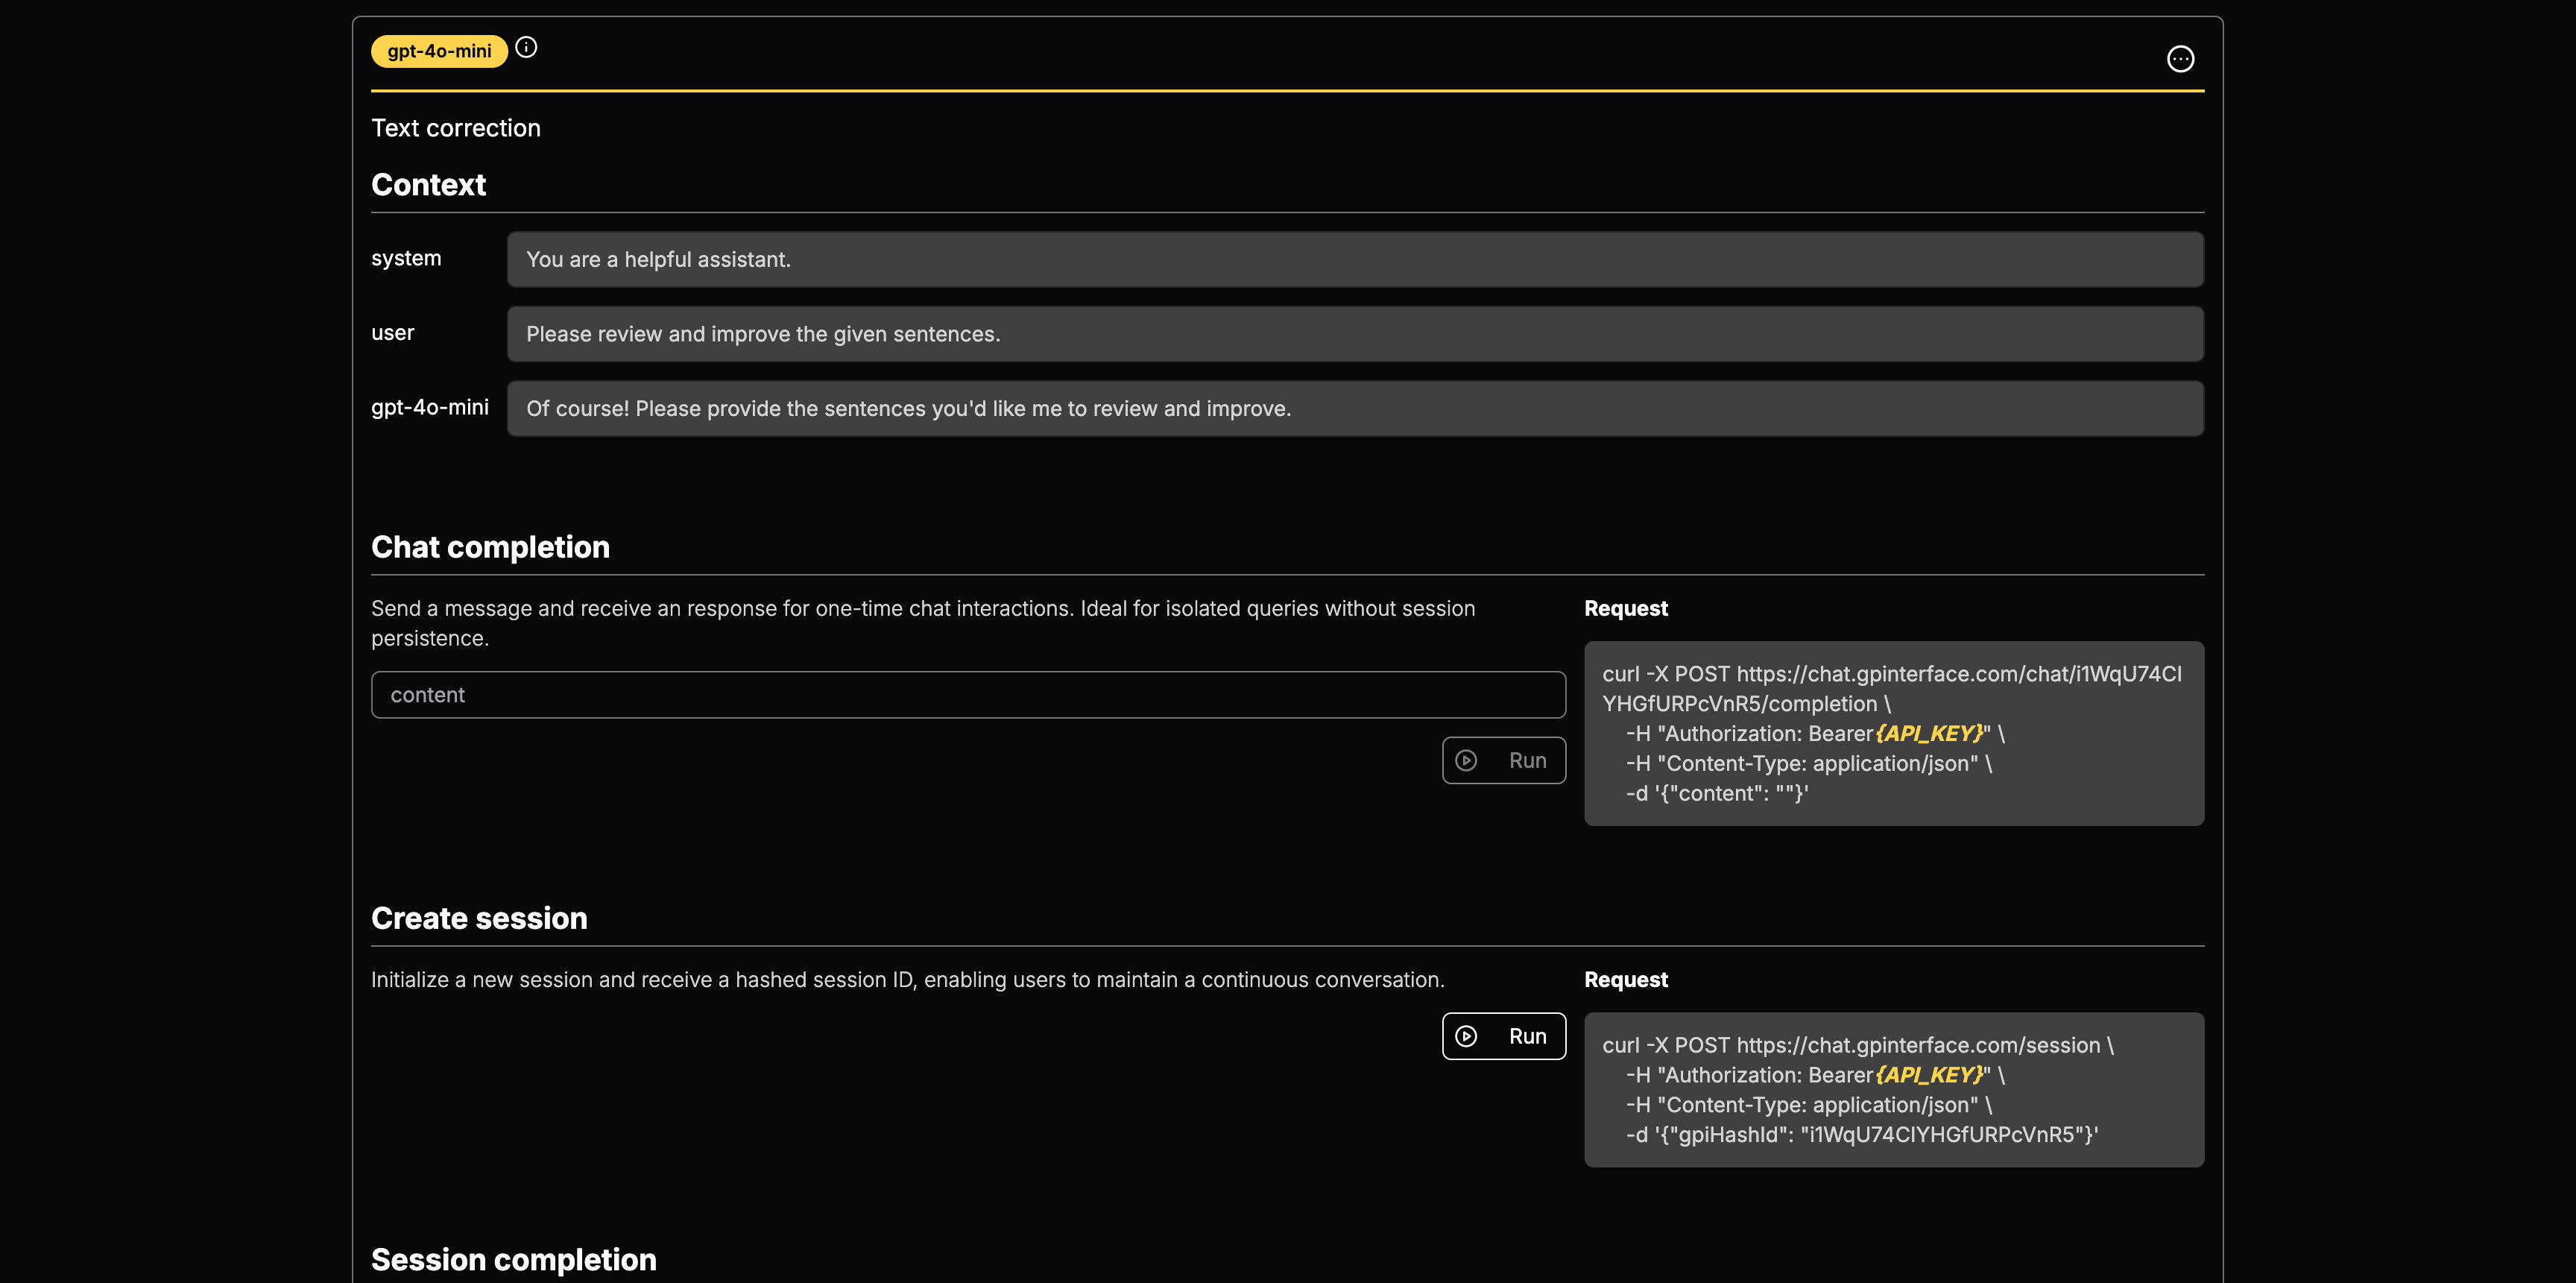 gpt-4o-mini
Text correction
Context
system
You are a helpful assistant.
user
Please review and improve the given sentences.
gpt-4o-mini
Of course! Please provide the sentences you'd like me to review and improve.
Chat completion
Send a message and receive an response for one-time chat interactions. Ideal for isolated queries without session
persistence.
content
Run
Request
curl -X POST https://chat.gpinterface.com/chat/i1WqU74CI
YHGfURPcVnR5/completion \
-H "Authorization: Bearer{API_KEY}" \
-H "Content-Type: application/json" \
-d '{"content": ""}'
Create session
Initialize a new session and receive a hashed session ID, enabling users to maintain a continuous conversation.
Run
Request
curl -X POST https://chat.gpinterface.com/session \
-H "Authorization: Bearer{API_KEY}" \
-H "Content-Type: application/json" \
-d '{"gpiHashId": "i1WqU74CIYHGfURPcVnR5"}'
Session completion